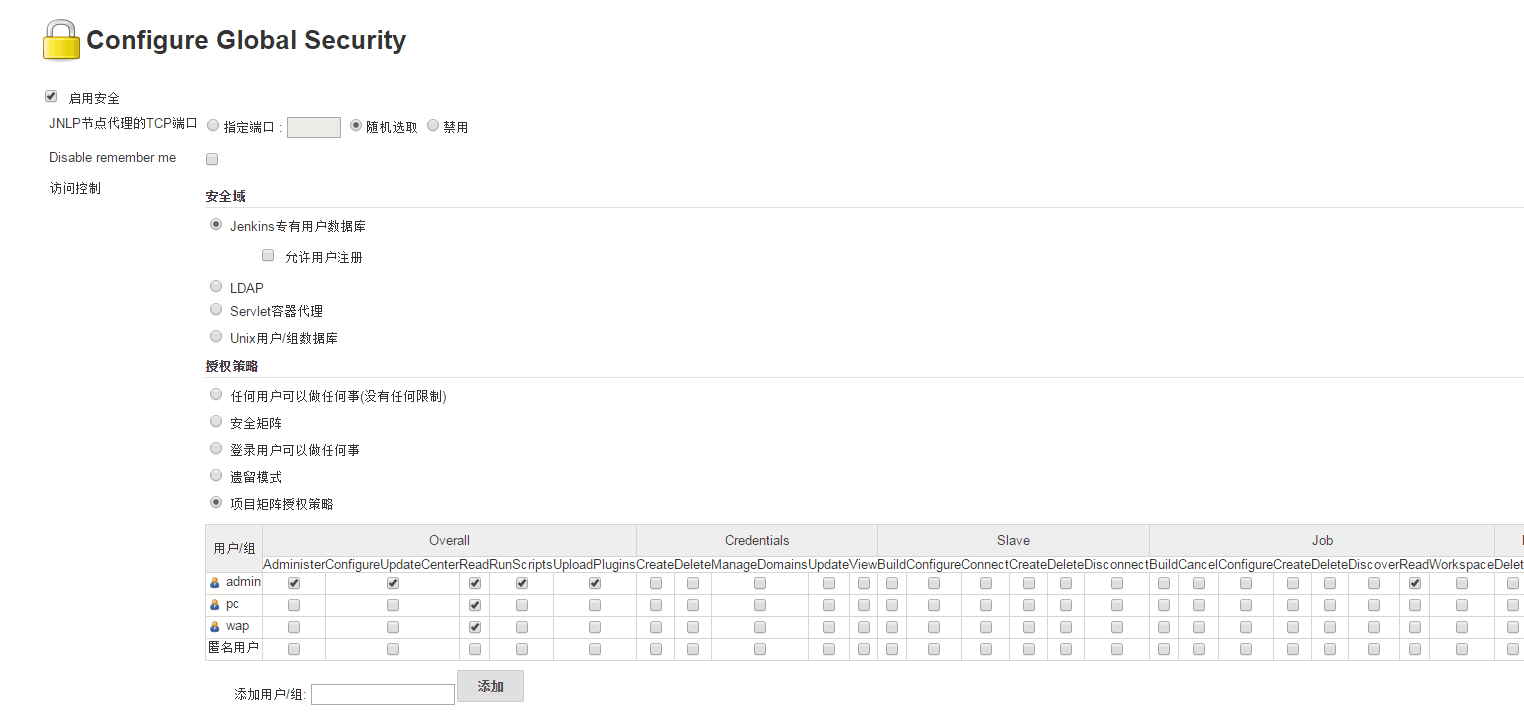 Configure Global Security
启用安全
JNLP节点代理的TCP端口 指定端口 : 随机选取 禁用
Disable remember me
访问控制
安全域
Jenkins专有用户数据库
允许用户注册
LDAP
Servlet容器代理
Unix用户/组数据库
授权策略
任何用户可以做任何事(没有任何限制)
安全矩阵
登录用户可以做任何事
遗留模式
项目矩阵授权策略
用户/组 Overall Credentials Slave Job
Administer ConfigureUpdateCenter Read RunScripts UploadPlugins Create Delete ManageDomains Update View Build Configure Connect Create Delete Disconnect Build Cancel Configure Create Delete Discover Read Workspace Delet
admin
pc
wap
匿名用户
添加用户/组: 添加